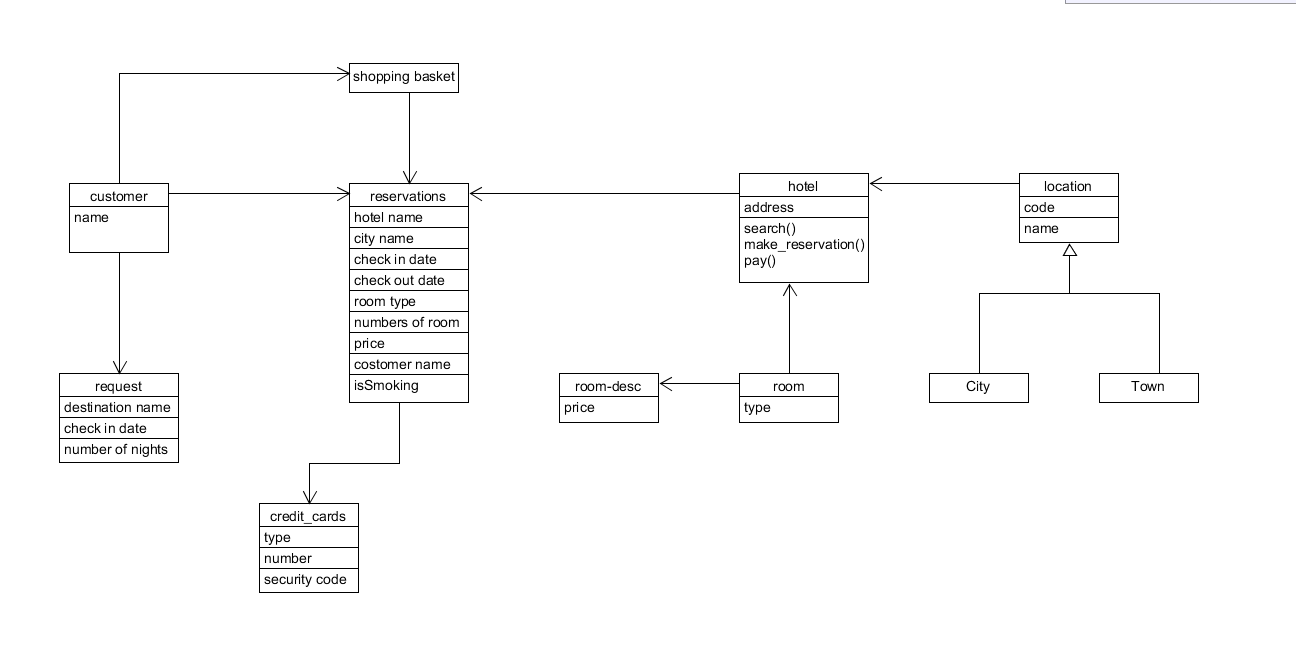 shopping basket
customer
name
reservations
hotel name
city name
check in date
check out date
room type
numbers of room
price
costomer name
isSmoking
hotel
address
search()
make_reservation()
pay()
location
code
name
request
destination name
check in date
number of nights
room-desc
price
room
type
City
Town
credit_cards
type
number
security code